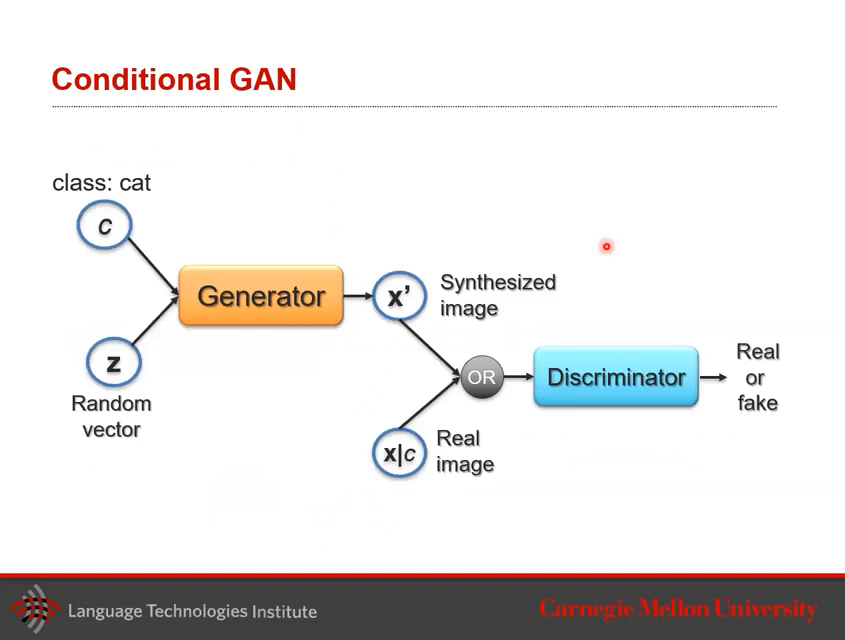 Conditional GAN
class: cat
c
Generator
x’
Synthesized
image
z
Random
vector
OR
Discriminator
Real
or
fake
x|c
Real
image
Language Technologies Institute
Carnegie Mellon University